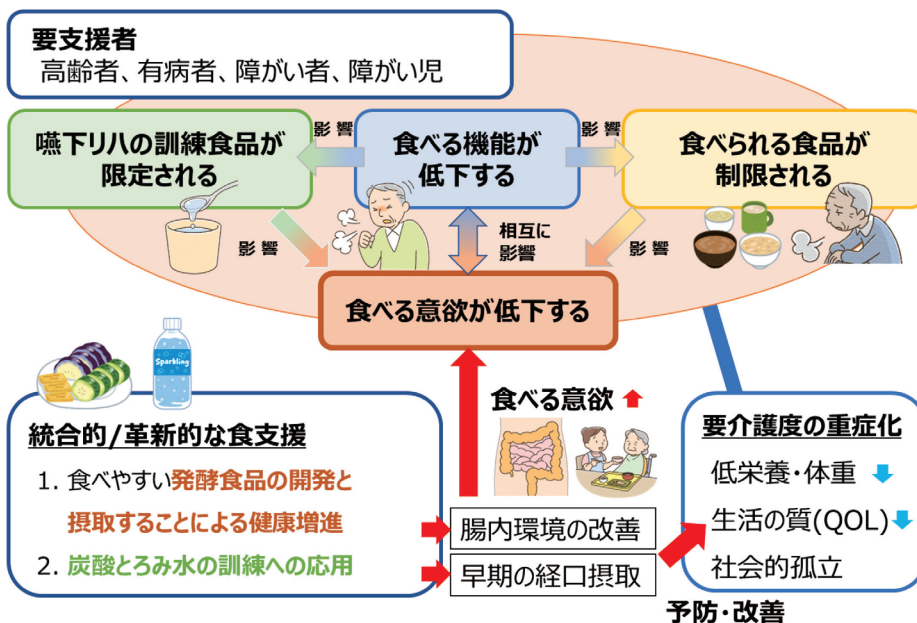 要支援者
高齢者、有病者、障がい者、障がい児
嚥下リハの訓練食品が
限定される
影響
食べる機能が
低下する
影響
食べられる食品が
制限される
影響
相互に
影響
影響
食べる意欲が低下する
Sparkling
統合的/革新的な食支援
1. 食べやすい発酵食品の開発と
摂取することによる健康増進
2. 炭酸とろみ水の訓練への応用
食べる意欲
腸内環境の改善
早期の経口摂取
要介護度の重症化
低栄養・体重
生活の質(QOL)
社会的孤立
予防・改善